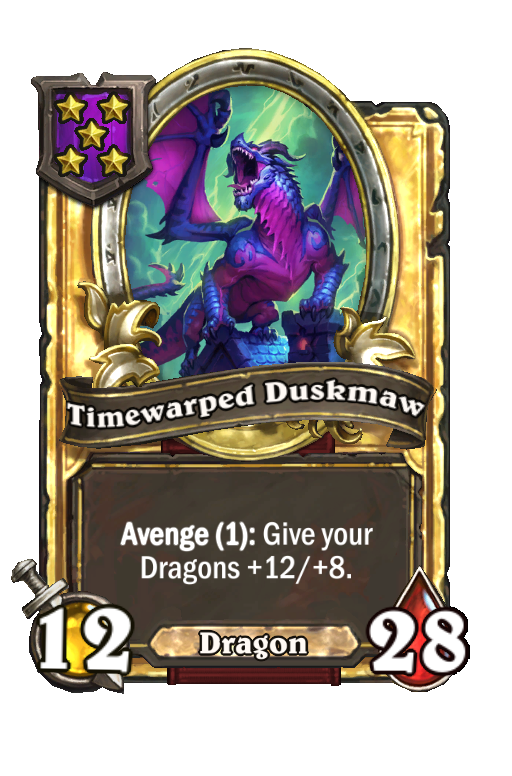 Timewarped Duskmaw
Avenge (1): Give your
Dragons +12/+8.
12
Dragon
28